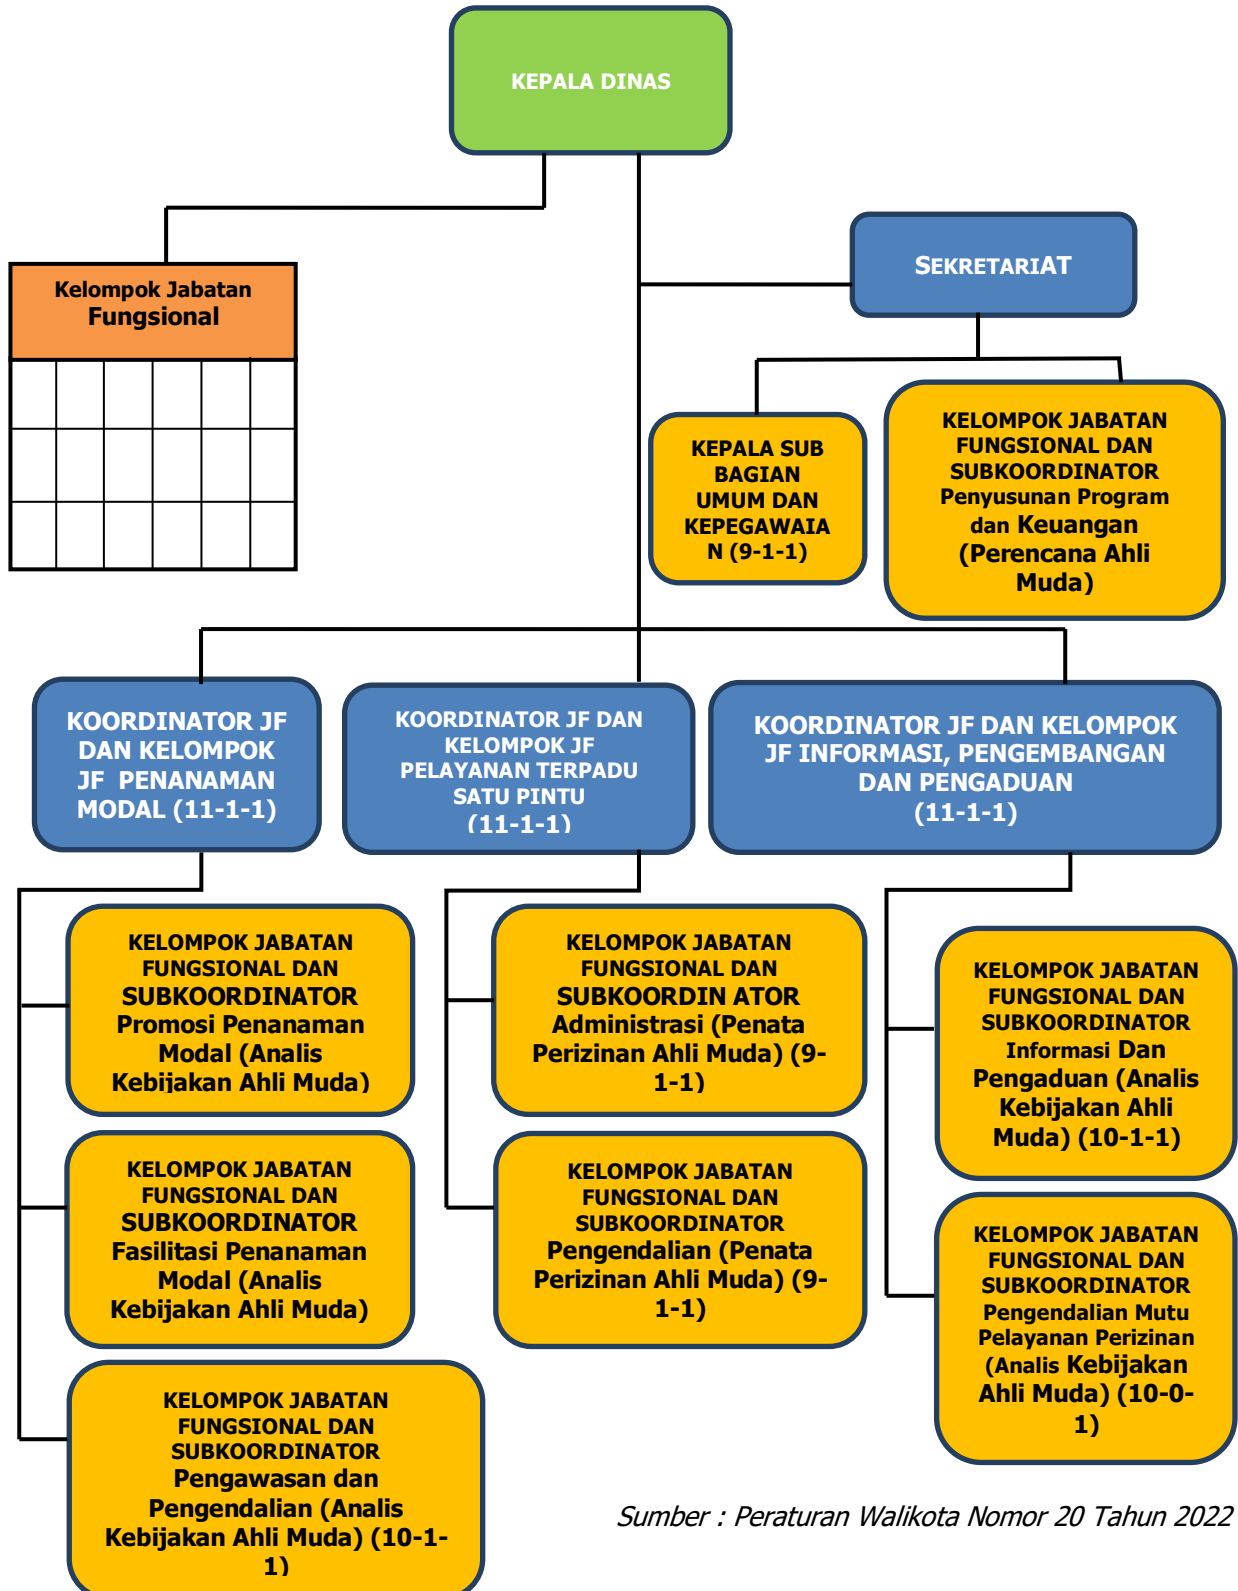 KEPALA DINAS
SEKRETARIAT
Kelompok Jabatan
Fungsional
KEPALA SUB
BAGIAN
UMUM DAN
KEPEGAWAIA
N (9-1-1)
KELOMPOK JABATAN
FUNGSIONAL DAN
SUBKOORDINATOR
Penyusunan Program
dan Keuangan
(Perencana Ahli
Muda)
KOORDINATOR JF
DAN KELOMPOK
JF PENANAMAN
MODAL (11-1-1)
KOORDINATOR JF DAN
KELOMPOK JF
PELAYANAN TERPADU
SATU PINTU
(11-1-1)
KOORDINATOR JF DAN KELOMPOK
JF INFORMASI, PENGEMBANGAN
DAN PENGADUAN
(11-1-1)
KELOMPOK JABATAN
FUNGSIONAL DAN
SUBKOORDINATOR
Promosi Penanaman
Modal (Analis
Kebijakan Ahli Muda)
KELOMPOK JABATAN
FUNGSIONAL DAN
SUBKOORDINATOR
Fasilitasi Penanaman
Modal (Analis
Kebijakan Ahli Muda)
KELOMPOK JABATAN
FUNGSIONAL DAN
SUBKOORDINATOR
Pengawasan dan
Pengendalian (Analis
Kebijakan Ahli Muda) (10-1-
1)
KELOMPOK JABATAN
FUNGSIONAL DAN
SUBKOORDIN ATOR
Administrasi (Penata
Perizinan Ahli Muda) (9-
1-1)
KELOMPOK JABATAN
FUNGSIONAL DAN
SUBKOORDINATOR
Pengendalian (Penata
Perizinan Ahli Muda) (9-
1-1)
KELOMPOK JABATAN
FUNGSIONAL DAN
SUBKOORDINATOR
Informasi Dan
Pengaduan (Analis
Kebijakan Ahli
Muda) (10-1-1)
KELOMPOK JABATAN
FUNGSIONAL DAN
SUBKOORDINATOR
Pengendalian Mutu
Pelayanan Perizinan
(Analis Kebijakan
Ahli Muda) (10-0-
1)
Sumber : Peraturan Walikota Nomor 20 Tahun 2022